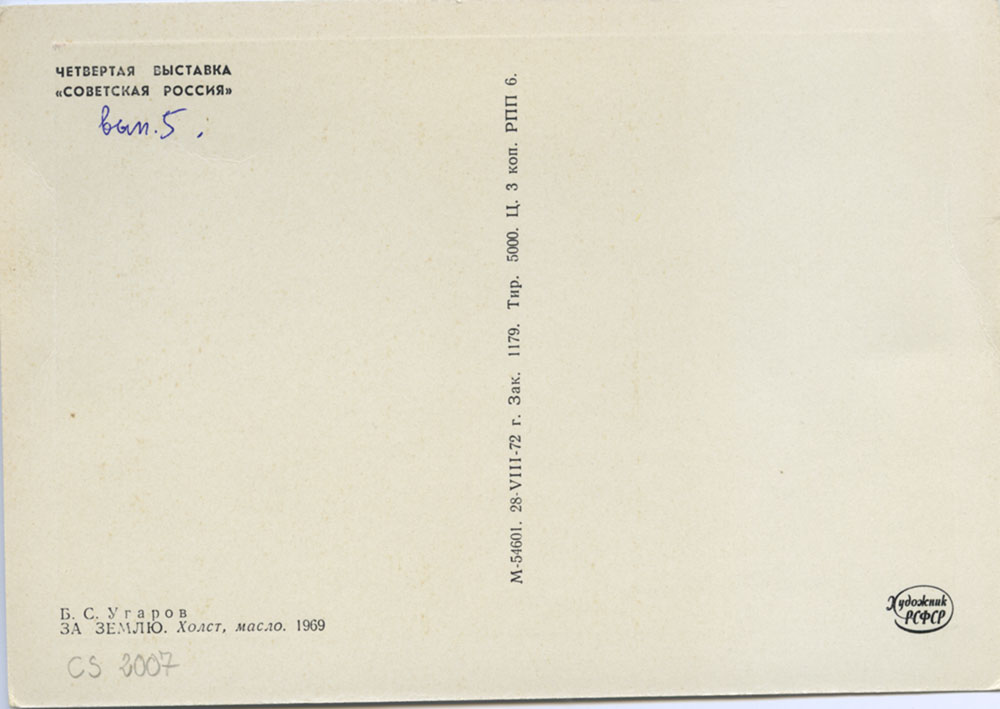 ЧЕТВЕРТАЯ ВЫСТАВКА
«СОВЕТСКАЯ РОССИЯ»
вып. 5.
М-54601. 28-VIII-72 г. Зак. 1179. Тир. 5000. Ц. 3 коп. РПП 6.
Б. С. Угаров
ЗА ЗЕМЛЮ. Холст, масло. 1969
CS 2007
Художник
РСФСР